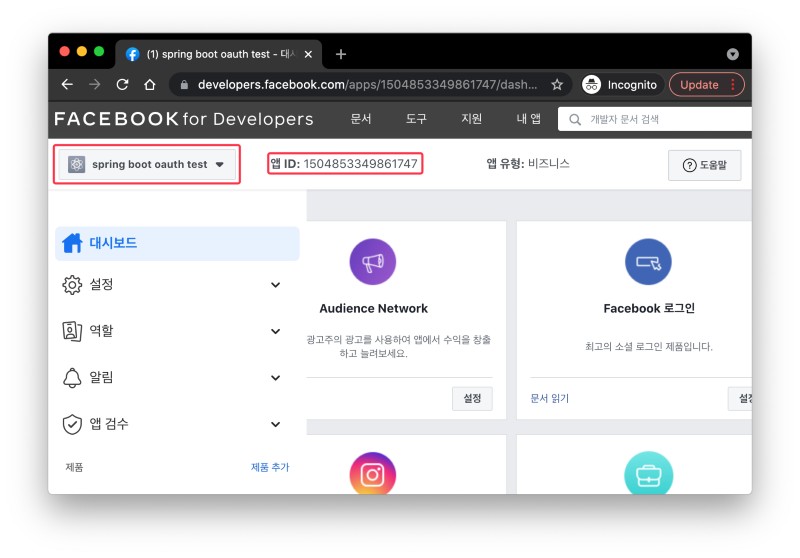 (1) spring boot oauth test - 대시
developers.facebook.com/apps/1504853349861747/dash...
Incognito
Update
FACEBOOK for Developers
문서
도구
지원
내 앱
개발자 문서 검색
spring boot oauth test
앱 ID: 1504853349861747
앱 유형: 비즈니스
도움말
대시보드
설정
역할
알림
앱 검수
제품
제품 추가
Audience Network
광고주의 광고를 사용하여 앱에서 수익을 창출
하고 늘려보세요.
설정
Facebook 로그인
최고의 소셜 로그인 제품입니다.
문서 읽기
설정